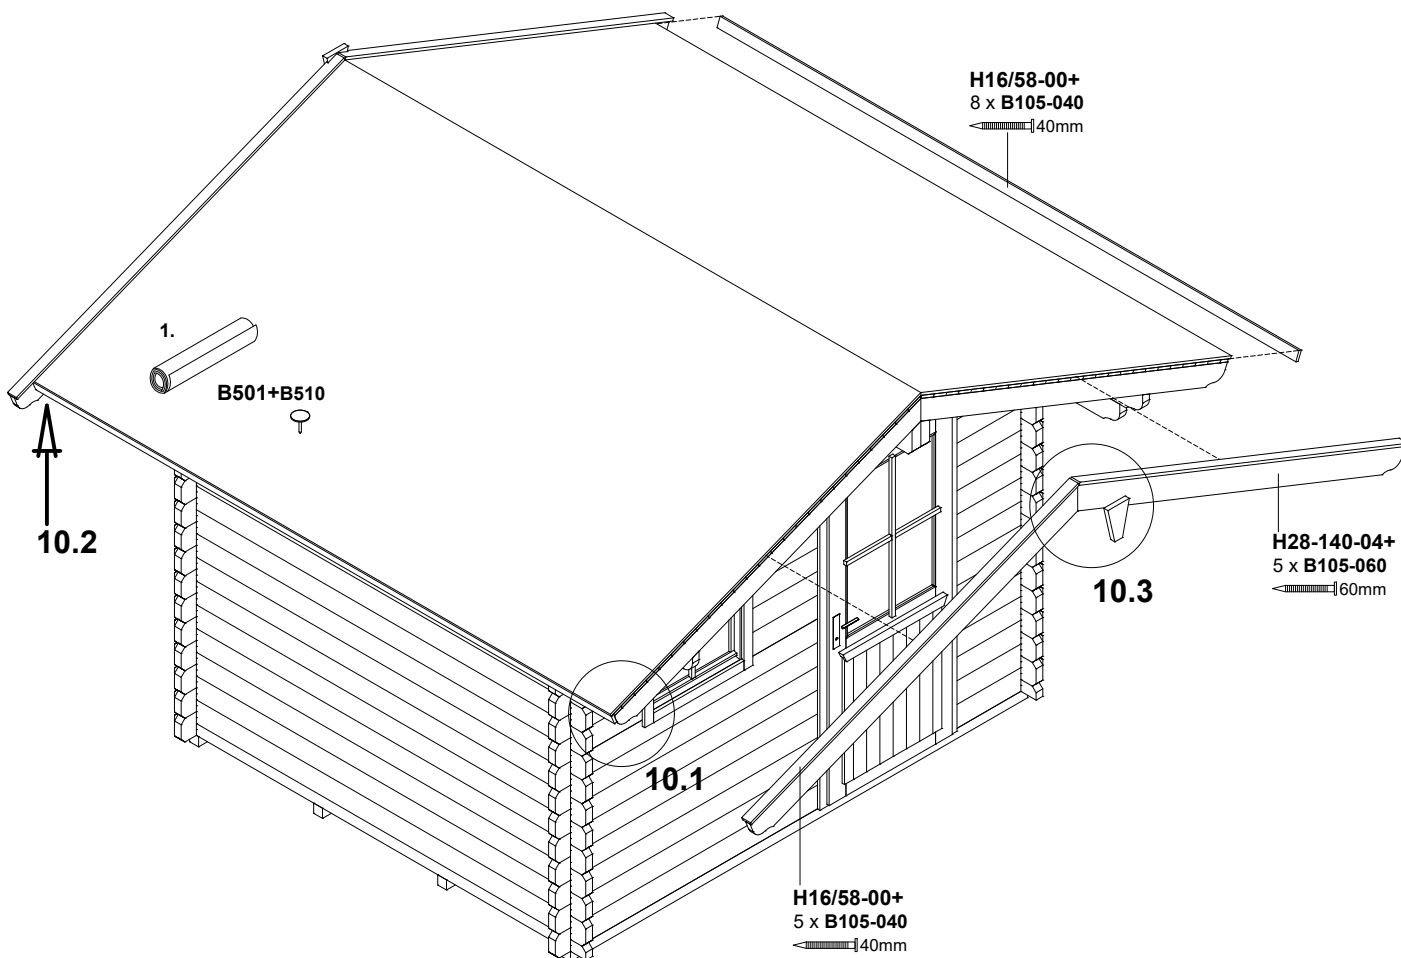 H16/58-00+
8 x B105-040
40mm
1.
B501+B510
10.2
10.3
H28-140-04+
5 x B105-060
60mm
10.1
H16/58-00+
5 x B105-040
40mm